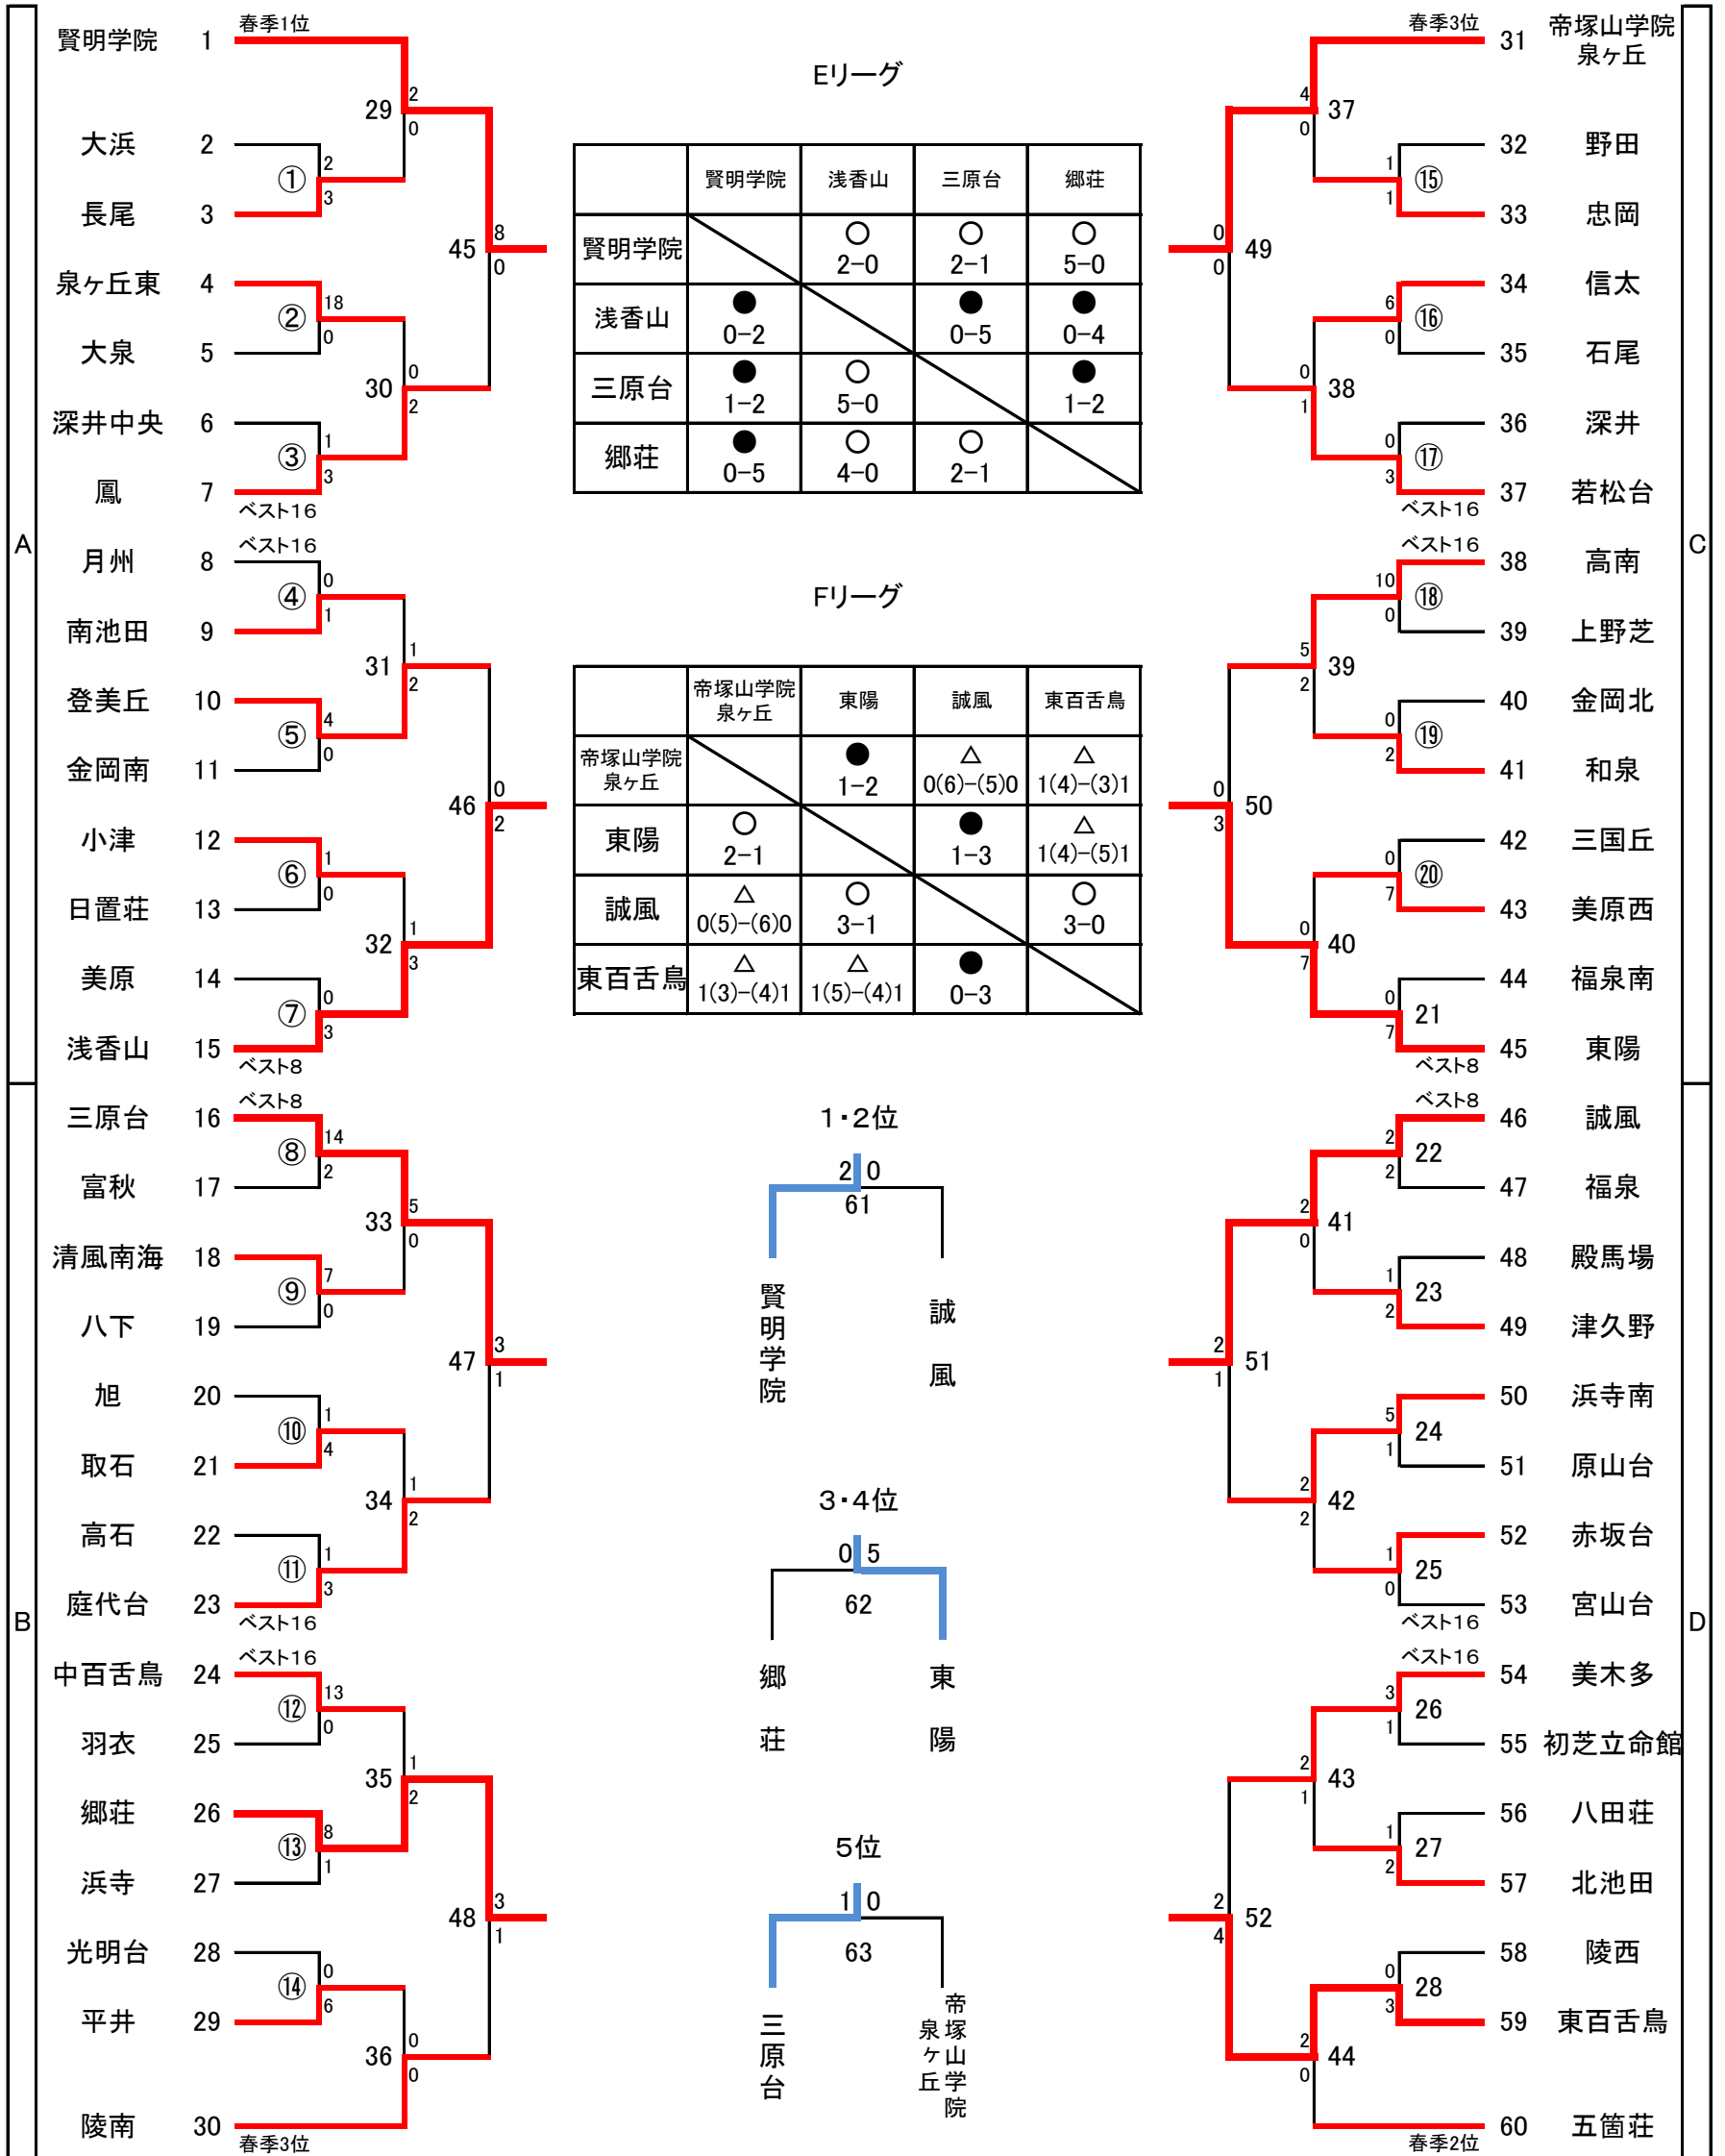 春季1位
賢明学院 1
29
2
0
大浜 2
①
2
3
長尾 3
45
8
0
泉ヶ丘東 4
②
18
0
大泉 5
30
0
2
深井中央 6
③
1
3
鳳 7
ベスト16
A
ベスト16
月州 8
④
0
1
南池田 9
31
1
2
登美丘 10
⑤
4
0
金岡南 11
46
0
2
小津 12
⑥
1
0
日置荘 13
32
1
3
美原 14
⑦
0
3
浅香山 15
ベスト8
ベスト8
三原台 16
⑧
14
2
富秋 17
33
5
0
清風南海 18
⑨
7
0
八下 19
47
3
1
旭 20
⑩
1
4
取石 21
34
1
2
高石 22
⑪
1
3
庭代台 23
ベスト16
B
ベスト16
中百舌鳥 24
⑫
13
0
羽衣 25
35
1
2
郷荘 26
⑬
8
1
浜寺 27
48
3
1
光明台 28
⑭
0
6
平井 29
36
0
0
陵南 30
春季3位
Eリーグ
賢明学院 浅香山 三原台 郷荘
賢明学院 ○ ○ ○
2-0 2-1 5-0
浅香山 ● ● ●
0-2 0-5 0-4
三原台 ● ○ ●
1-2 5-0 1-2
郷荘 ● ○ ○
0-5 4-0 2-1
Fリーグ
帝塚山学院
泉ヶ丘 東陽 誠風 東百舌鳥
帝塚山学院
泉ヶ丘 ● △ △
1-2 0(6)-(5)0 1(4)-(3)1
東陽 ○ ● △
2-1 1-3 1(4)-(5)1
誠風 △ ○ ○
0(5)-(6)0 3-1 3-0
東百舌鳥 △ △ ●
1(3)-(4)1 1(5)-(4)1 0-3
1・2位
2 0
61
賢明学院
誠風
3・4位
0 5
62
郷荘
東陽
5位
1 0
63
三原台
帝塚山学院
泉ヶ丘
春季3位
31 帝塚山学院
泉ヶ丘
4
0
37
32 野田
1
1
⑮
33 忠岡
0
0
49
34 信太
6
0
⑯
35 石尾
0
1
38
36 深井
0
3
⑰
37 若松台
ベスト16
C
ベスト16
38 高南
10
0
⑱
39 上野芝
5
2
39
40 金岡北
0
2
⑲
41 和泉
0
3
50
42 三国丘
0
7
⑳
43 美原西
0
7
40
44 福泉南
0
7
21
45 東陽
ベスト8
ベスト8
46 誠風
2
2
22
47 福泉
2
0
41
48 殿馬場
1
2
23
49 津久野
2
1
51
50 浜寺南
5
1
24
51 原山台
2
2
42
52 赤坂台
1
0
25
53 宮山台
ベスト16
D
ベスト16
54 美木多
3
1
26
55 初芝立命館
2
1
43
56 八田荘
1
2
27
57 北池田
2
4
52
58 陵西
0
3
28
59 東百舌鳥
2
0
44
60 五箇荘
春季2位